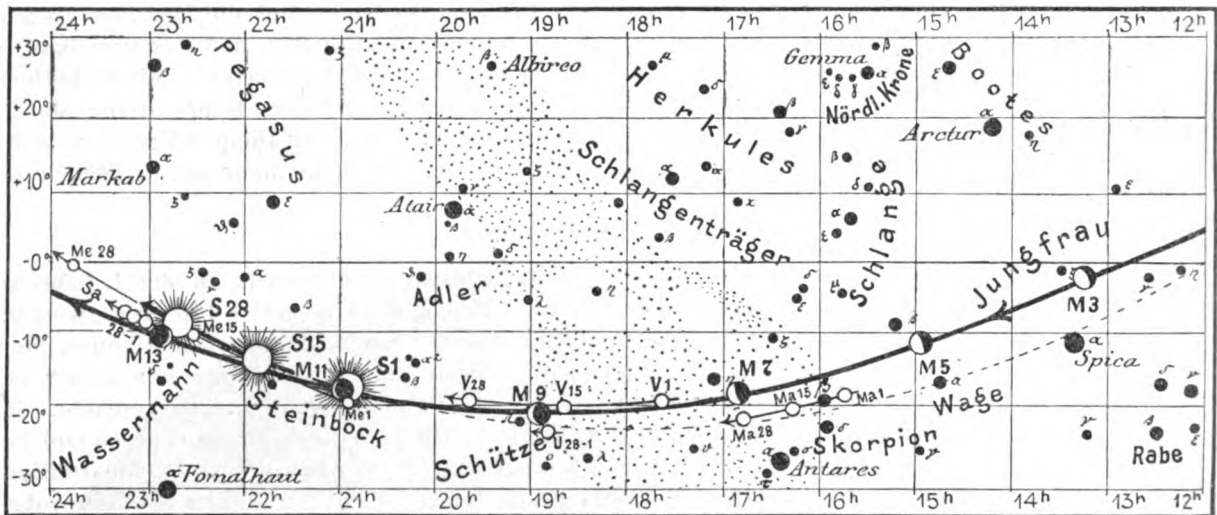 24h 23h 22h 21h 20h 19h 18h 17h 16h 15h 14h 13h 12h
+30°
+20°
+10°
-0°
-10°
-20°
-30°
Pegasus
Albireo
Herkules
Gemma
Nördl. Krone
Bootes
Arctur
Markab
Atair
Schlangenträger
Schlange
Jungfrau
Adler
Me 28
Sa
28-1
S28
Me15
M13
S15
M11
S1
Me1
V28
M9
V15
V1
U28-1
M7
Ma15
Ma1
Ma28
M5
M3
Spica
Wage
Wassermann
Steinbock
Schütze
Skorpion
Antares
Rabe
α Fomalhaut
24h 23h 22h 21h 20h 19h 18h 17h 16h 15h 14h 13h 12h